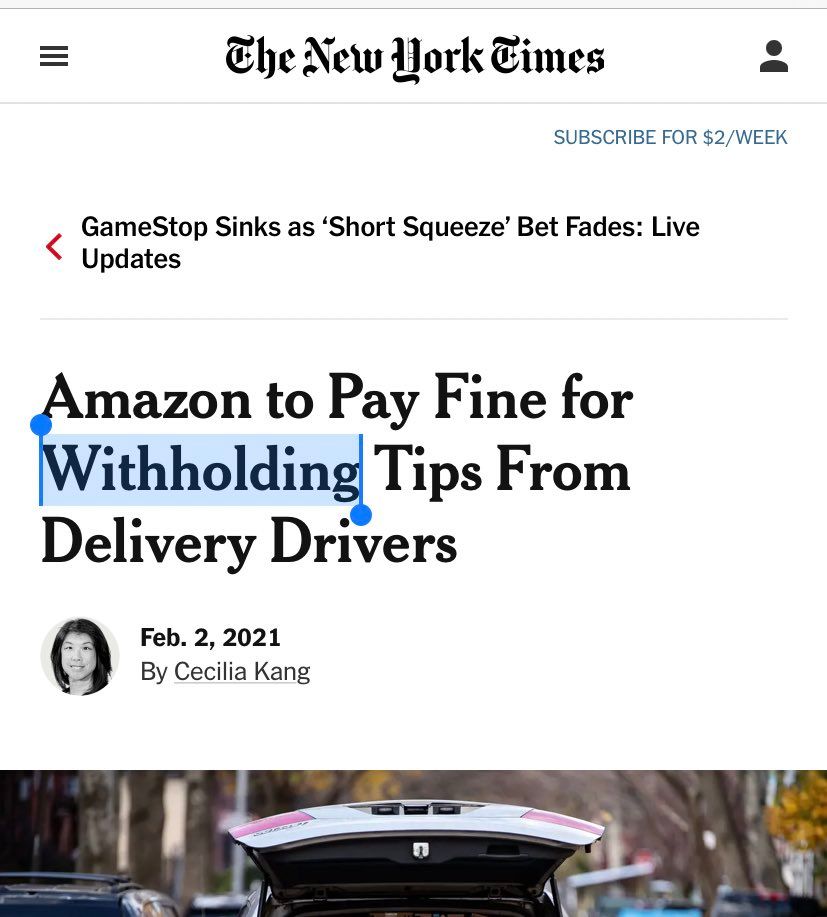 The New York Times
SUBSCRIBE FOR $2/WEEK
GameStop Sinks as ‘Short Squeeze’ Bet Fades: Live
Updates
Amazon to Pay Fine for
Withholding Tips From
Delivery Drivers
Feb. 2, 2021
By Cecilia Kang